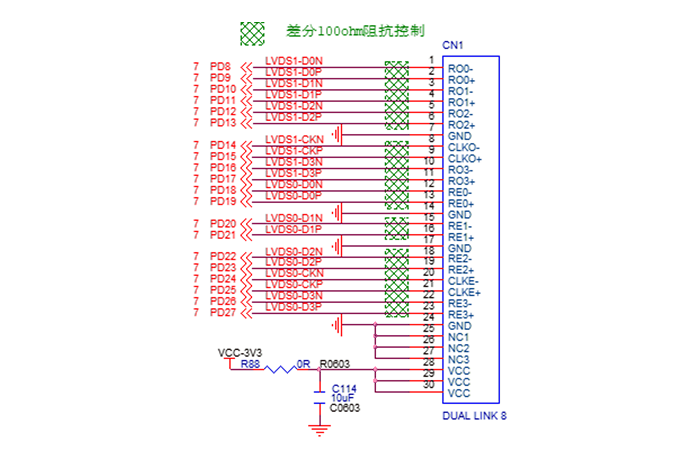 差分100ohm阻抗控制
CN1
7 PD8 LVDS1-D0N 1 RO0-
7 PD9 LVDS1-D0P 2 RO0+
7 PD10 LVDS1-D1N 3 RO1-
7 PD11 LVDS1-D1P 4 RO1+
7 PD12 LVDS1-D2N 5 RO2-
7 PD13 LVDS1-D2P 6 RO2+
7 GND
7 PD14 LVDS1-CKN 8 CLKO-
7 PD15 LVDS1-CKP 9 CLKO+
7 PD16 LVDS1-D3N 10 RO3-
7 PD17 LVDS1-D3P 11 RO3+
7 PD18 LVDS0-D0N 12 RE0-
7 PD19 LVDS0-D0P 13 RE0+
14 GND
7 PD20 LVDS0-D1N 15 RE1-
7 PD21 LVDS0-D1P 16 RE1+
17 GND
7 PD22 LVDS0-D2N 18 RE2-
7 PD23 LVDS0-D2P 19 RE2+
7 PD24 LVDS0-CKN 20 CLKE-
7 PD25 LVDS0-CKP 21 CLKE+
7 PD26 LVDS0-D3N 22 RE3-
7 PD27 LVDS0-D3P 23 RE3+
24 GND
25 NC1
26 NC2
27 NC3
VCC-3V3
R88 0R R0603 28 VCC
29 VCC
30 VCC
C114
10uF
C0603
DUAL LINK 8